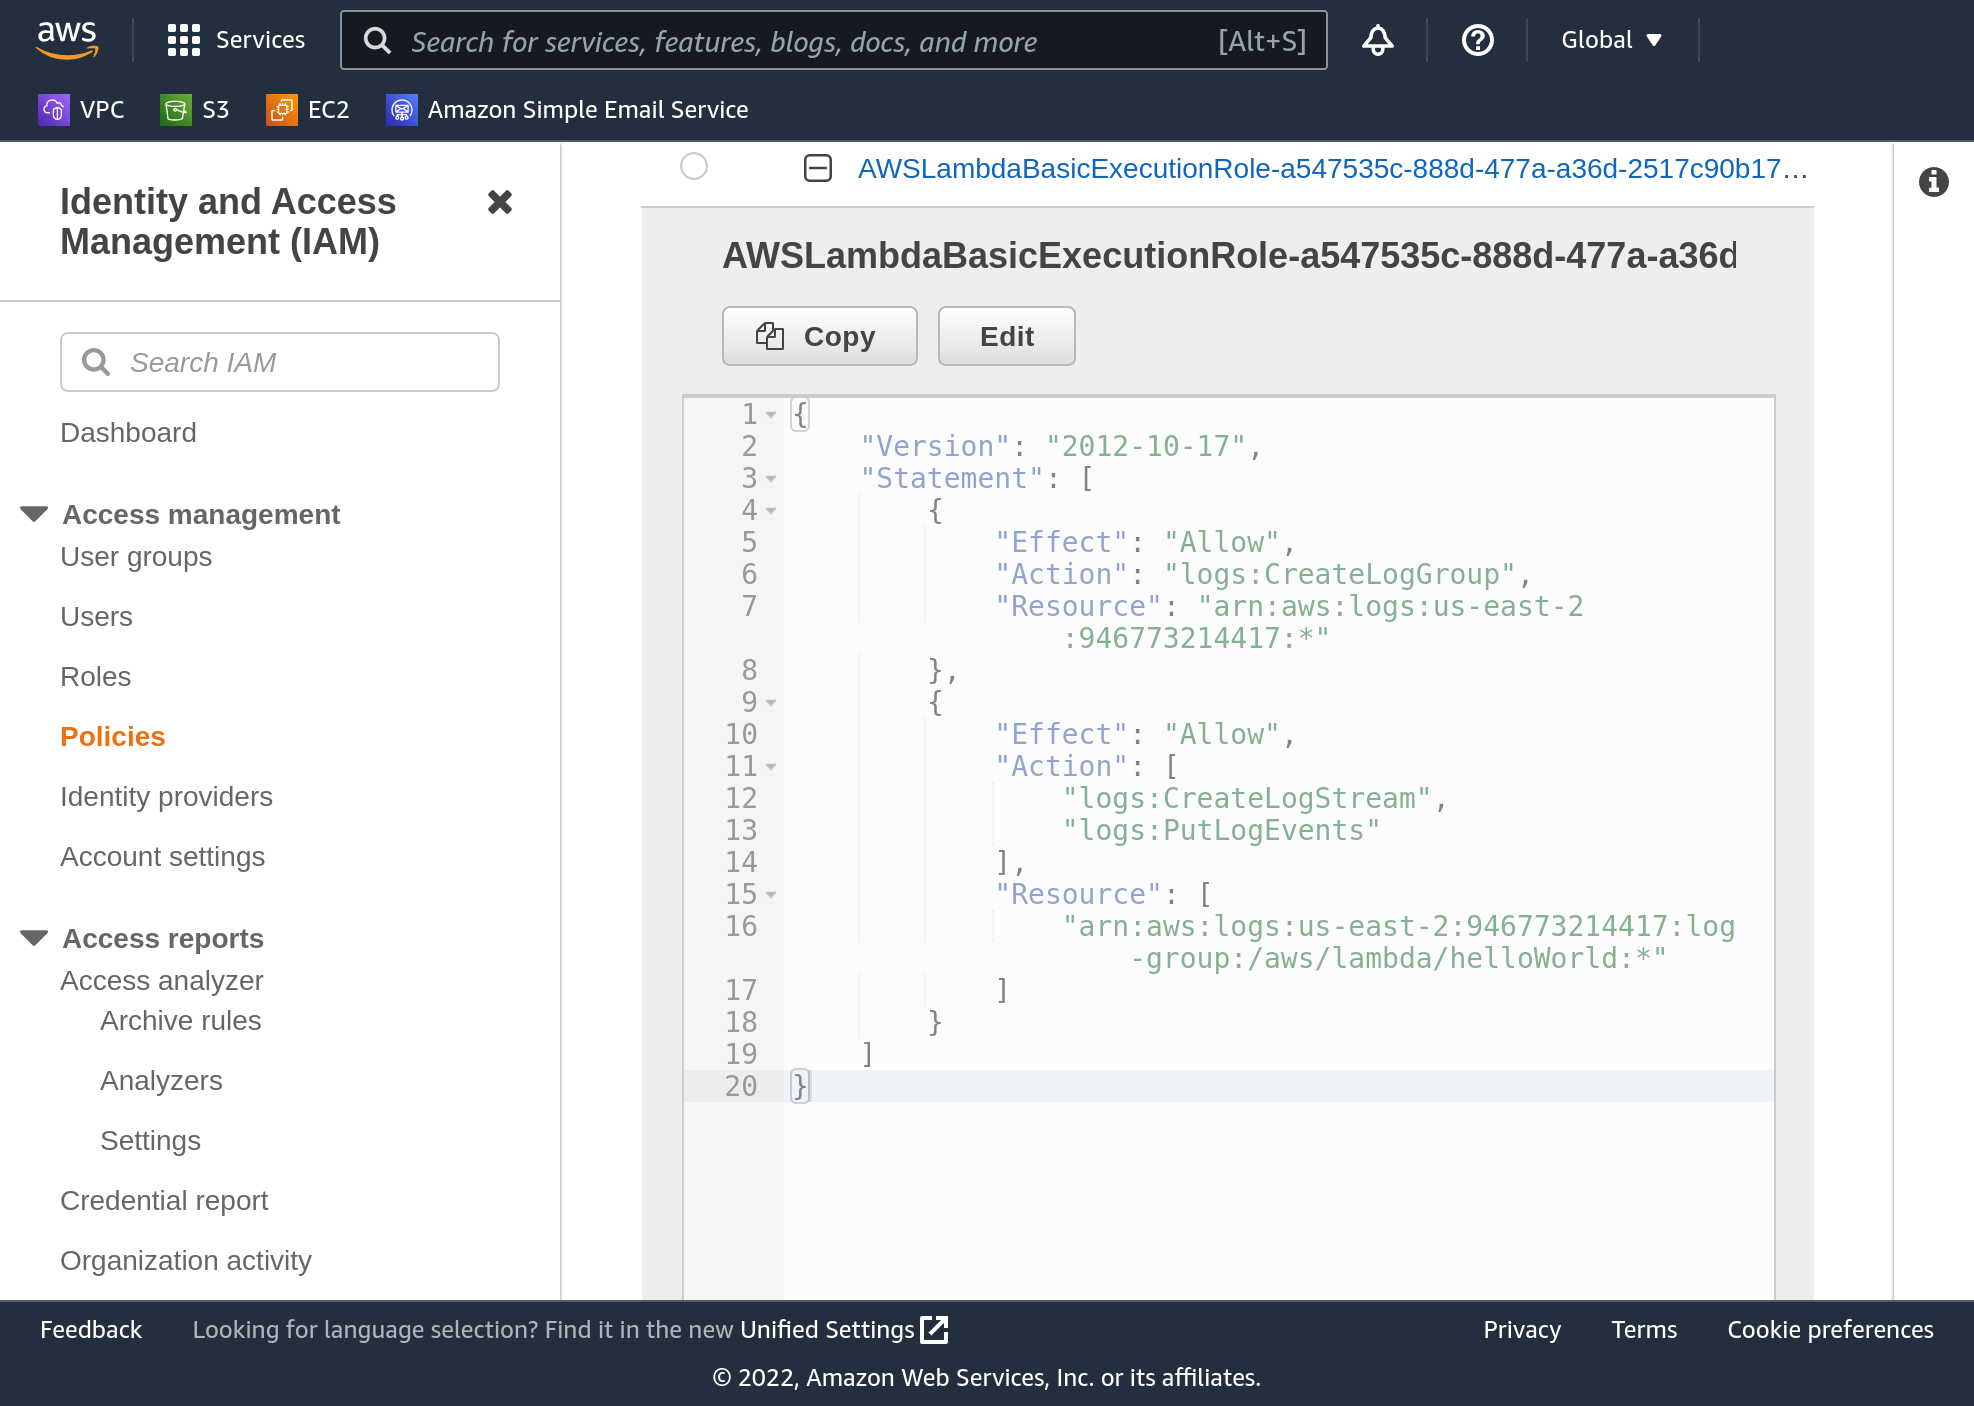 aws
Services
Search for services, features, blogs, docs, and more
[Alt+S]
Global
VPC
S3
EC2
Amazon Simple Email Service
Identity and Access
Management (IAM)
Search IAM
Dashboard
Access management
User groups
Users
Roles
Policies
Identity providers
Account settings
Access reports
Access analyzer
Archive rules
Analyzers
Settings
Credential report
Organization activity
AWSLambdaBasicExecutionRole-a547535c-888d-477a-a36d-2517c90b17...
AWSLambdaBasicExecutionRole-a547535c-888d-477a-a36d
Copy
Edit
1 {
2 "Version": "2012-10-17",
3 "Statement": [
4 {
5 "Effect": "Allow",
6 "Action": "logs:CreateLogGroup",
7 "Resource": "arn:aws:logs:us-east-2
:946773214417:*"
8 },
9 {
10 "Effect": "Allow",
11 "Action": [
12 "logs:CreateLogStream",
13 "logs:PutLogEvents"
14 ],
15 "Resource": [
16 "arn:aws:logs:us-east-2:946773214417:log
-group:/aws/lambda/helloWorld:*"
17 ]
18 }
19 ]
20 }
Feedback
Looking for language selection? Find it in the new Unified Settings
Privacy
Terms
Cookie preferences
© 2022, Amazon Web Services, Inc. or its affiliates.